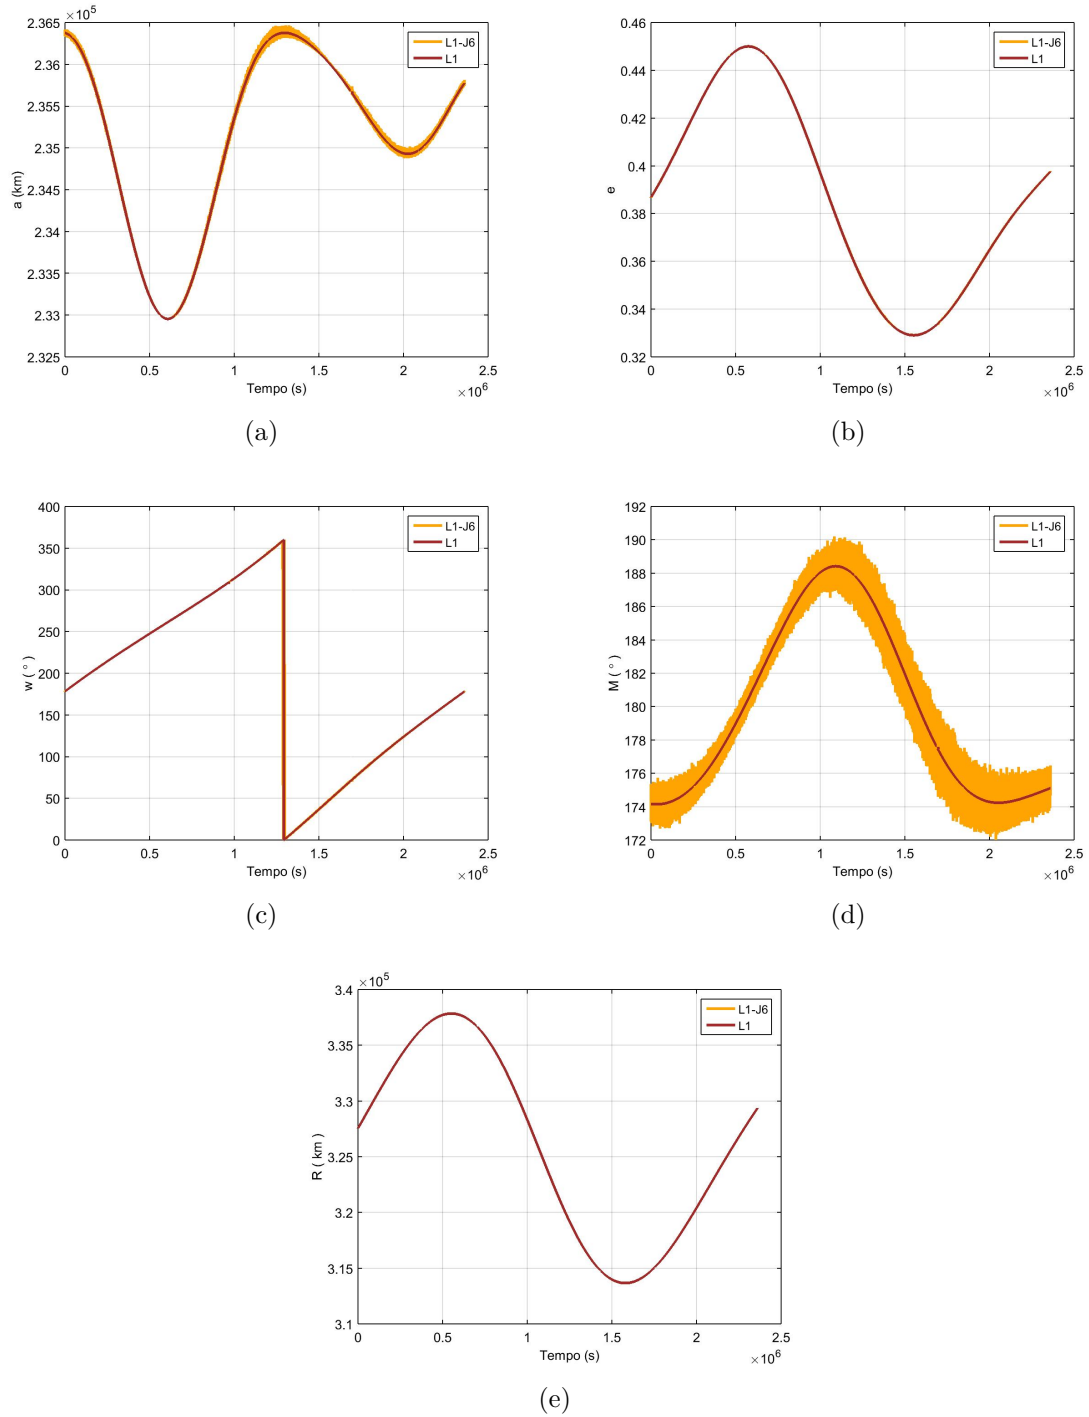 ×10^5
2.365
2.36
2.355
2.35
2.345
2.34
2.335
2.33
2.325
a (km)
L1-J6
L1
0 0.5 1 1.5 2 2.5
Tempo (s)
×10^6
(a)
0.46
0.44
0.42
0.4
0.38
0.36
0.34
0.32
e
L1-J6
L1
0 0.5 1 1.5 2 2.5
Tempo (s)
×10^6
(b)
400
350
300
250
200
150
100
50
0
w ( ° )
L1-J6
L1
0 0.5 1 1.5 2 2.5
Tempo (s)
×10^6
(c)
192
190
188
186
184
182
180
178
176
174
172
M ( ° )
L1-J6
L1
0 0.5 1 1.5 2 2.5
Tempo (s)
×10^6
(d)
×10^5
3.4
3.35
3.3
3.25
3.2
3.15
3.1
R ( km )
L1-J6
L1
0 0.5 1 1.5 2 2.5
Tempo (s)
×10^6
(e)